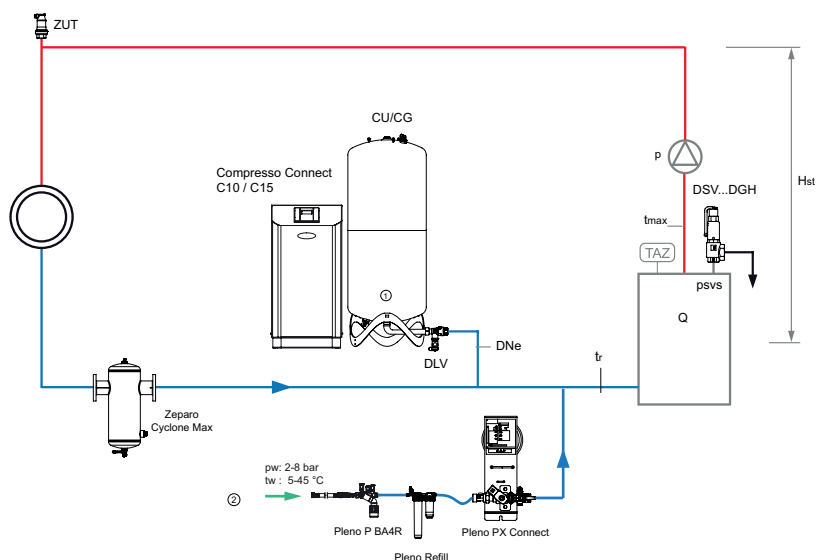 ZUT
CU/CG
Compresso Connect
C10 / C15
p
DSV...DGH
Hst
tmax
TAZ
psvs
Q
1
DLV
DNe
tr
Zeparo
Cyclone Max
pw: 2-8 bar
tw : 5-45 °C
2
Pleno P BA4R
Pleno PX Connect
Pleno Refill